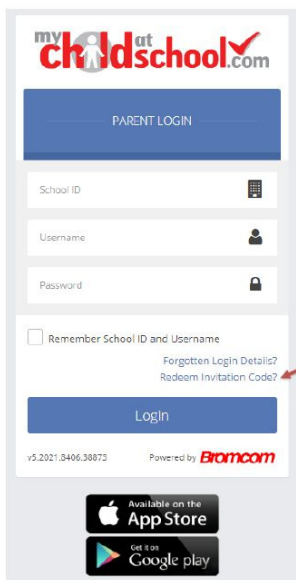 my at
childschool.com
PARENT LOGIN
School ID
Username
Password
Remember School ID and Username
Forgotten Login Details?
Redeem Invitation Code?
Login
v5.2021.8406.38873 Powered by Bromcom
Available on the
App Store
Get it on
Google play